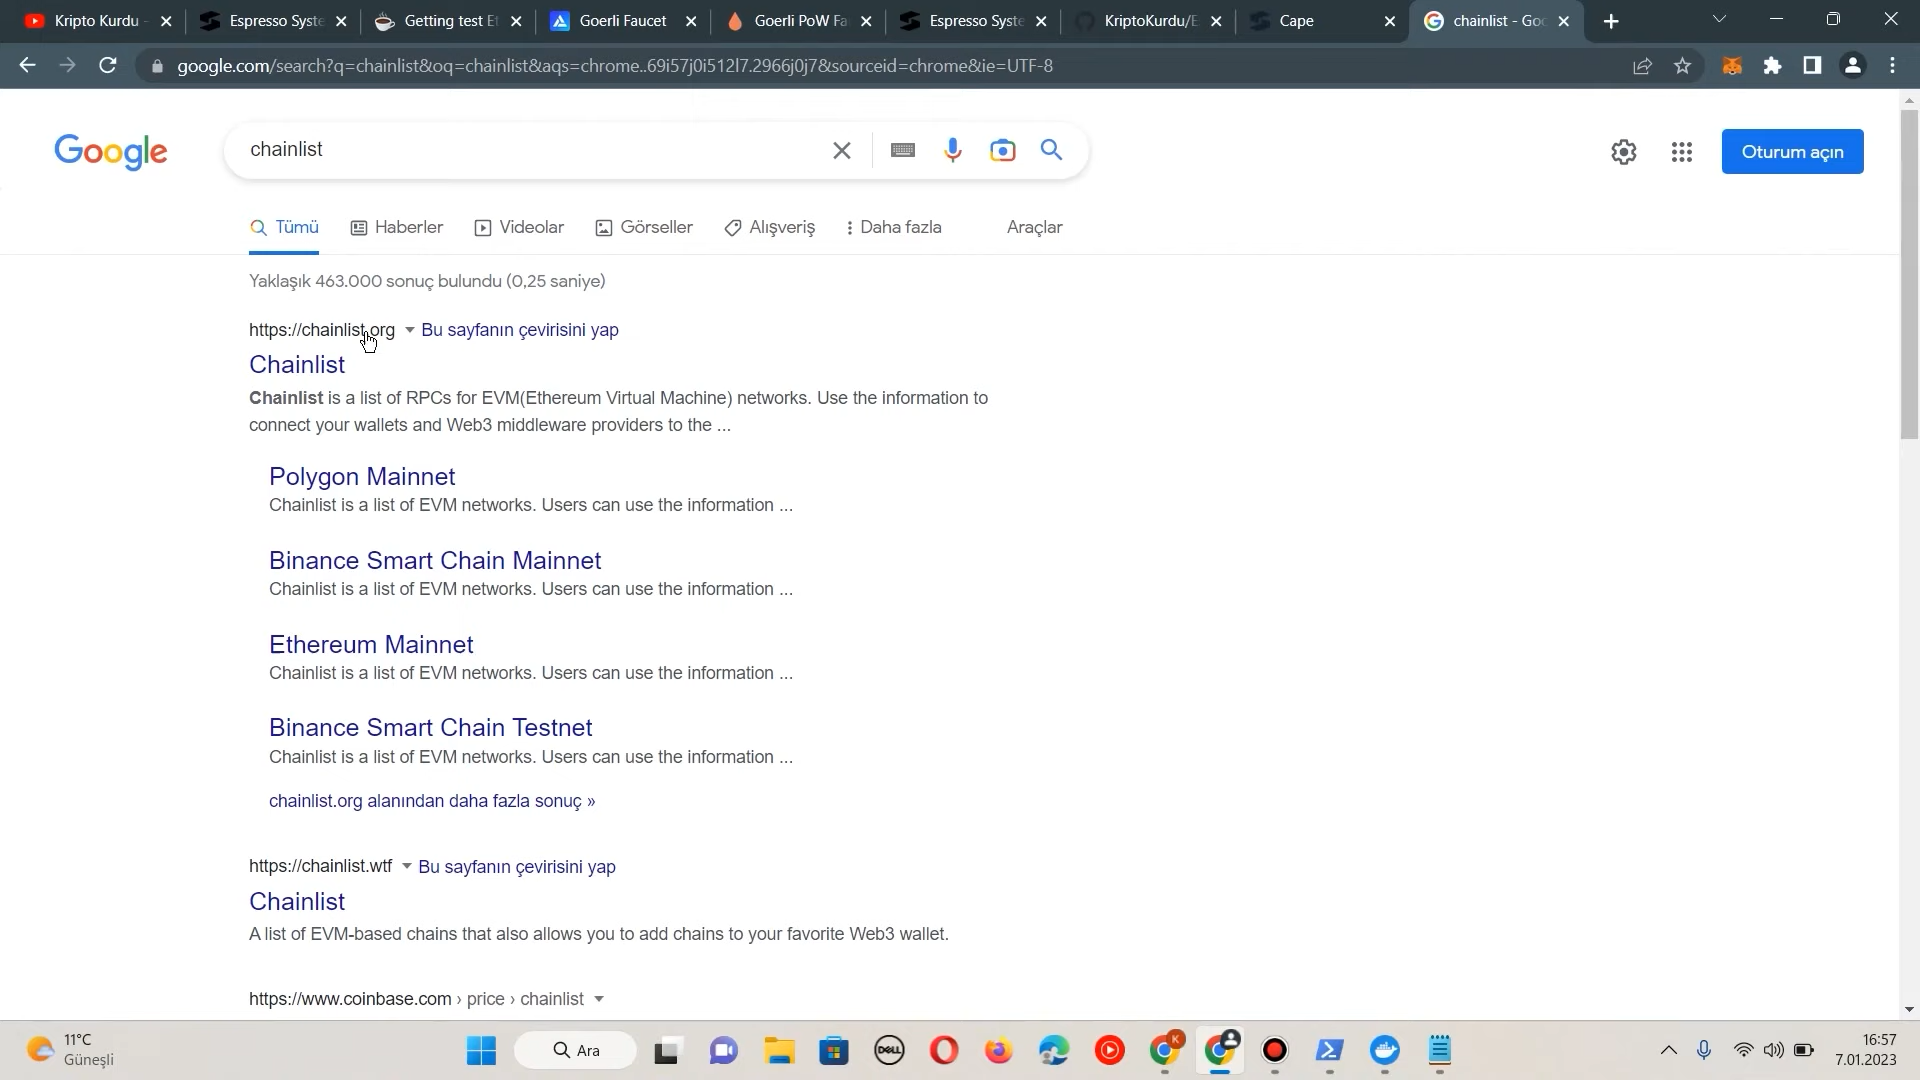 Kripto Kurdu -
Espresso Syste
Getting test Et
Goerli Faucet
Goerli PoW Fa
Espresso Syste
KriptoKurdu/E
Cape
chainlist - Goo
google.com/search?q=chainlist&oq=chainlist&aqs=chrome..69i57j0i512l7.2966j0j7&sourceid=chrome&ie=UTF-8
Google
chainlist
Oturum açın
Tümü
Haberler
Videolar
Görseller
Alışveriş
Daha fazla
Araçlar
Yaklaşık 463.000 sonuç bulundu (0,25 saniye)
https://chainlist.org Bu sayfanın çevirisini yap
Chainlist
Chainlist is a list of RPCs for EVM(Ethereum Virtual Machine) networks. Use the information to
connect your wallets and Web3 middleware providers to the ...
Polygon Mainnet
Chainlist is a list of EVM networks. Users can use the information ...
Binance Smart Chain Mainnet
Chainlist is a list of EVM networks. Users can use the information ...
Ethereum Mainnet
Chainlist is a list of EVM networks. Users can use the information ...
Binance Smart Chain Testnet
Chainlist is a list of EVM networks. Users can use the information ...
chainlist.org alanından daha fazla sonuç »
https://chainlist.wtf Bu sayfanın çevirisini yap
Chainlist
A list of EVM-based chains that also allows you to add chains to your favorite Web3 wallet.
https://www.coinbase.com › price › chainlist
11°C
Güneşli
Ara
DELL
K
16:57
7.01.2023